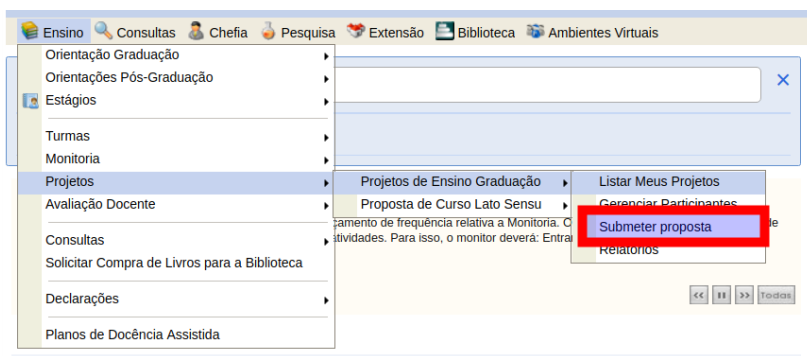 Ensino Consultas Chefia Pesquisa Extensão Biblioteca Ambientes Virtuais
Orientação Graduação
Orientações Pós-Graduação
Estágios
Turmas
Monitoria
Projetos Projetos de Ensino Graduação Listar Meus Projetos
Avaliação Docente Proposta de Curso Lato Sensu Gerenciar Participantes
çamento de frequência relativa a Monitoria. O de
Submeter proposta
Consultas atividades. Para isso, o monitor deverá: Entrar
Relatórios
Solicitar Compra de Livros para a Biblioteca
Declarações
<< >> Todas
Planos de Docência Assistida